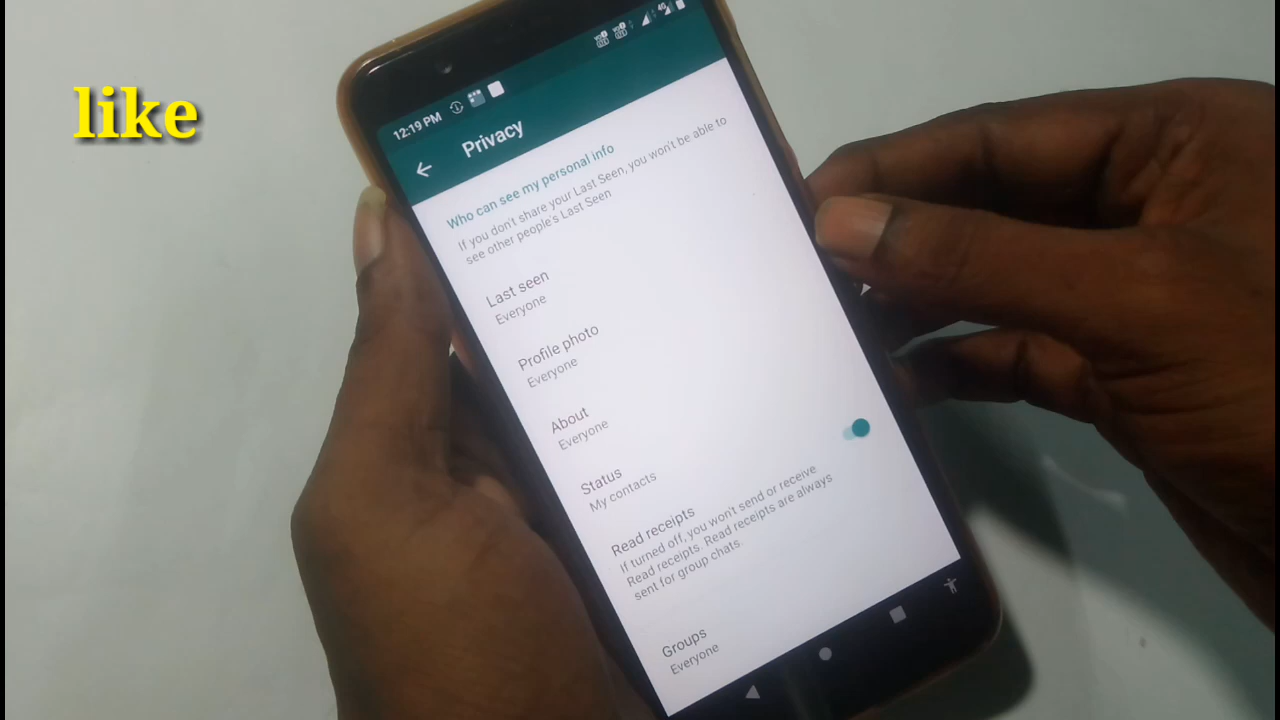 like
12:19 PM
4G
Privacy
Who can see my personal info
If you don't share your Last Seen, you won't be able to
see other people's Last Seen
Last seen
Everyone
Profile photo
Everyone
About
Everyone
Status
My contacts
Read receipts
If turned off, you won't send or receive
Read receipts. Read receipts are always
sent for group chats.
Groups
Everyone